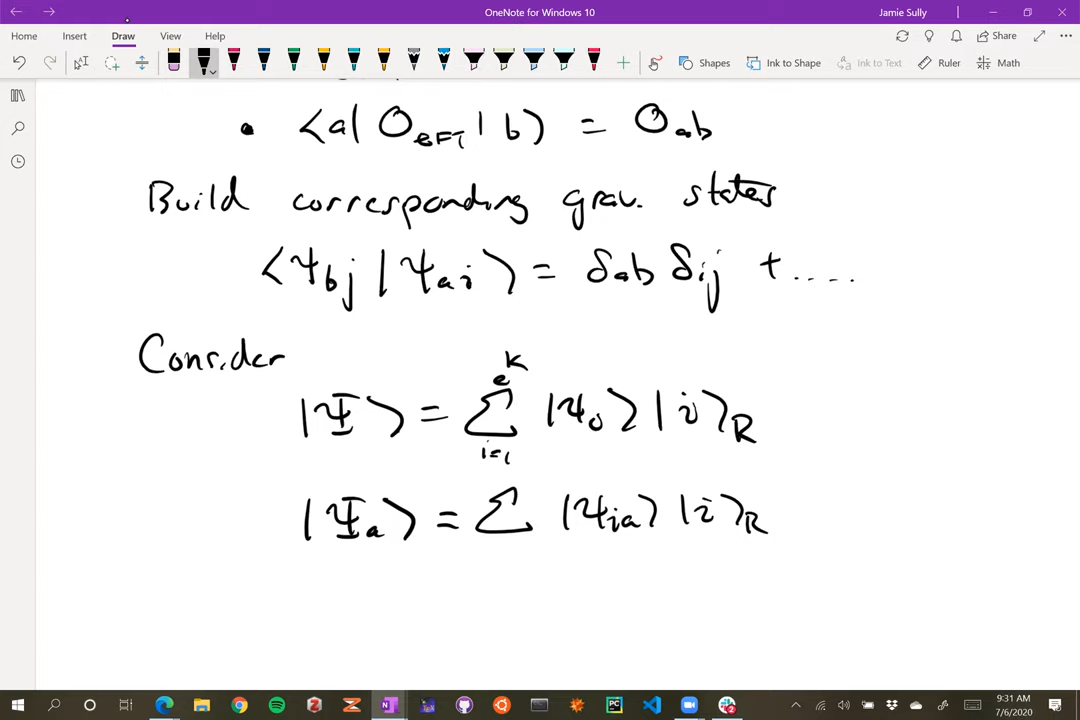 OneNote for Windows 10
Jamie Sully
Home Insert Draw View Help
Share
Shapes Ink to Shape Ink to Text Ruler Math
• <a| O_EFT | b> = O_ab
Build corresponding grav. states
<Ψ_bj | Ψ_ai> = δ_ab δ_ij + ....
Consider
|Ψ> = Σ_{i=1}^{e^K} |ψ_0> |i>_R
|Ψ_a> = Σ |ψ_ia> |i>_R
9:31 AM
7/6/2020